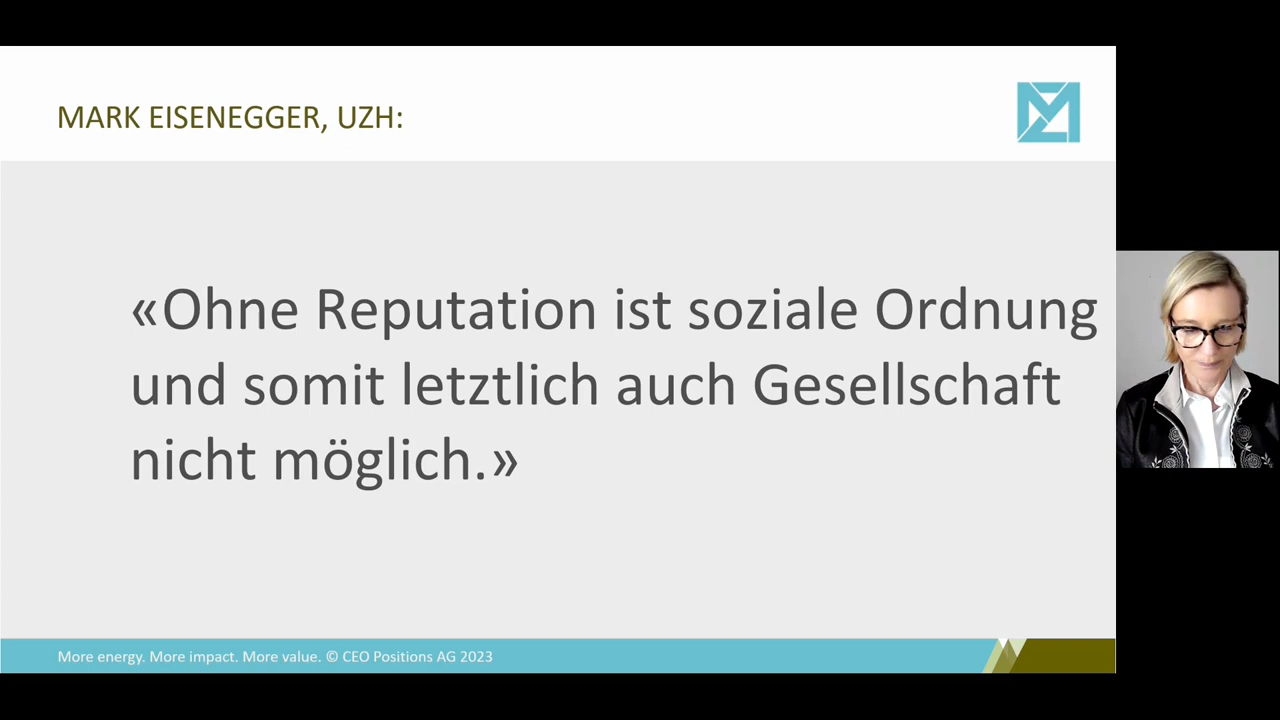 MARK EISENEGGER, UZH:
«Ohne Reputation ist soziale Ordnung
und somit letztlich auch Gesellschaft
nicht möglich.»
More energy. More impact. More value. © CEO Positions AG 2023